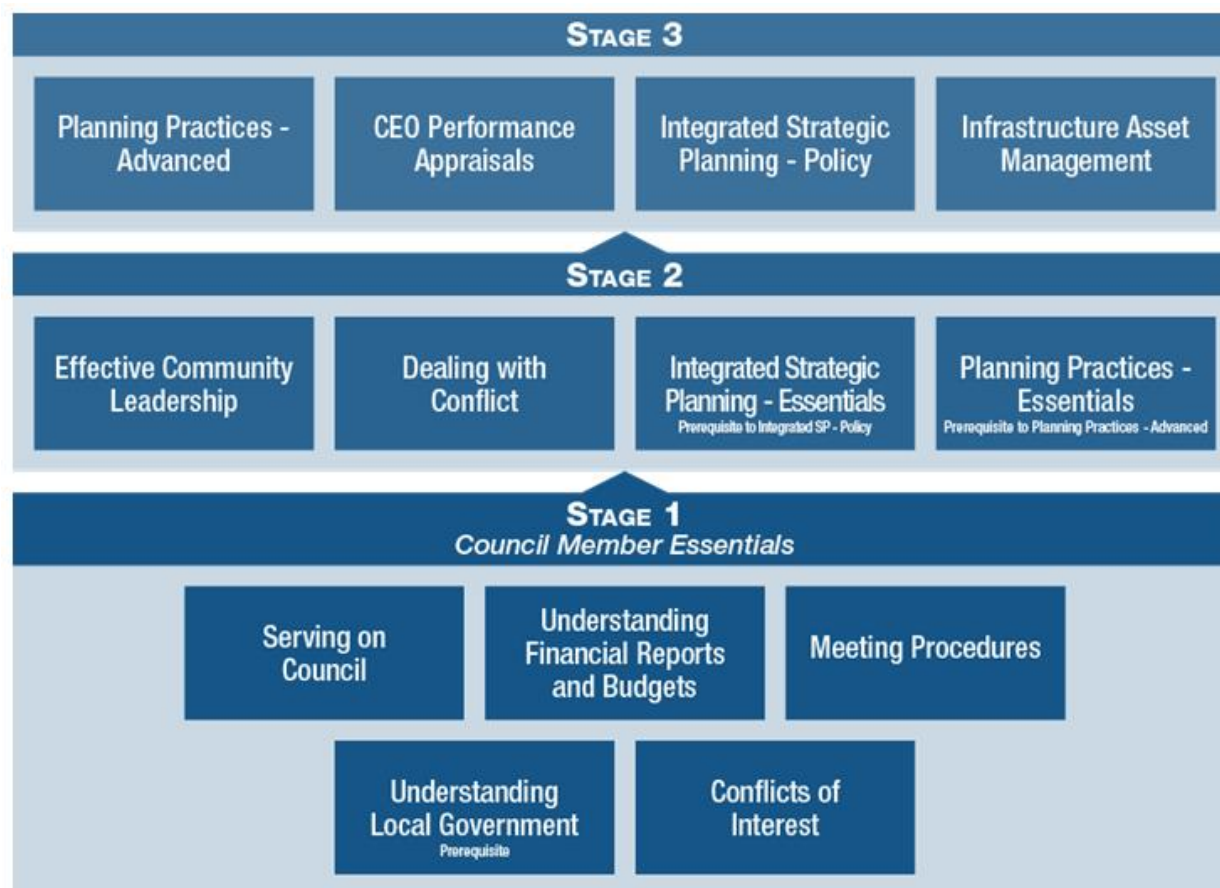 STAGE 3
Planning Practices -
Advanced
CEO Performance
Appraisals
Integrated Strategic
Planning - Policy
Infrastructure Asset
Management
STAGE 2
Effective Community
Leadership
Dealing with
Conflict
Integrated Strategic
Planning - Essentials
Prerequisite to Integrated SP - Policy
Planning Practices -
Essentials
Prerequisite to Planning Practices - Advanced
STAGE 1
Council Member Essentials
Serving on
Council
Understanding
Financial Reports
and Budgets
Meeting Procedures
Understanding
Local Government
Prerequisite
Conflicts of
Interest